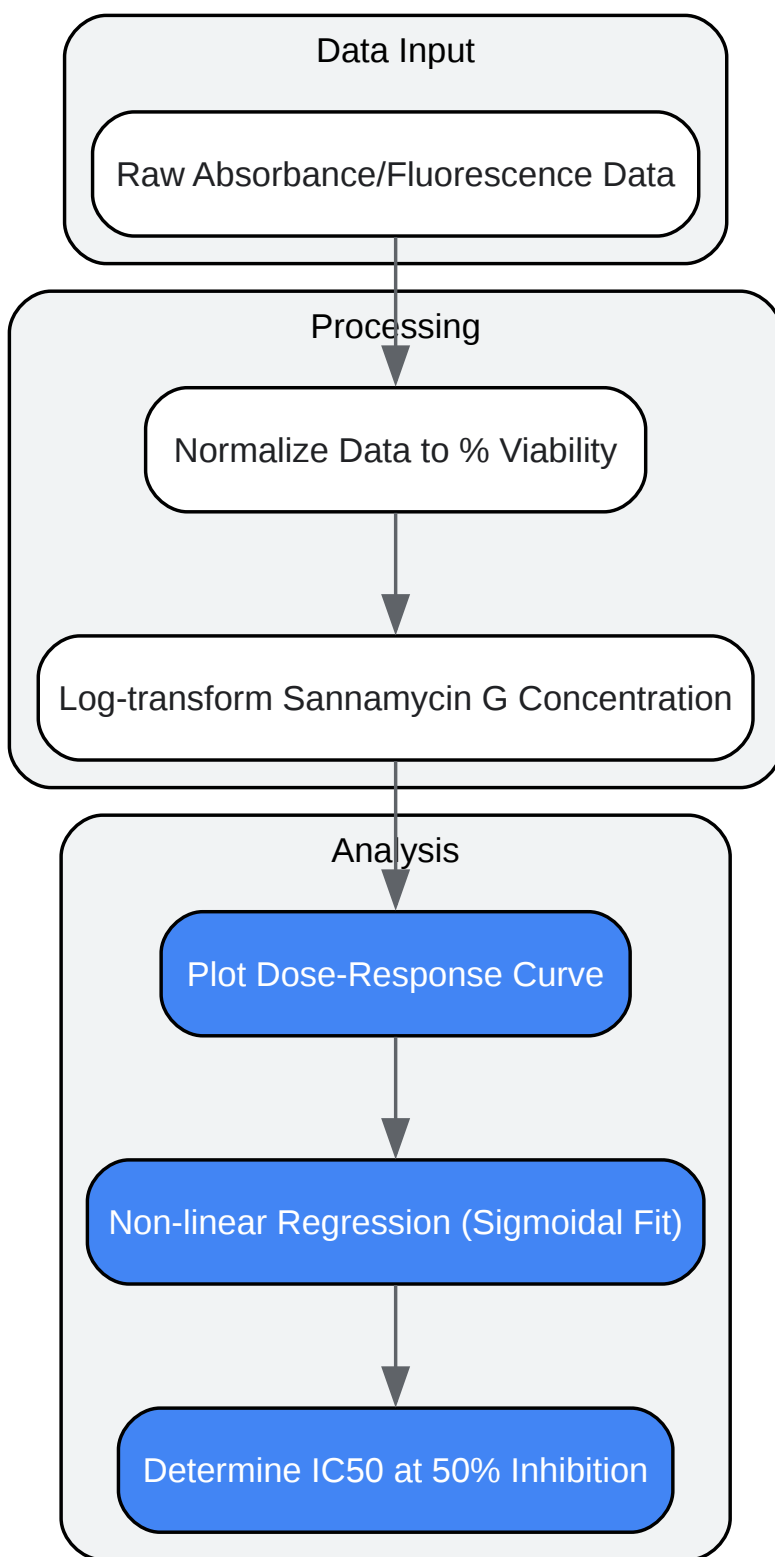 Data Input
Raw Absorbance/Fluorescence Data
Processing
Normalize Data to % Viability
Log-transform Sannamycin G Concentration
Analysis
Plot Dose-Response Curve
Non-linear Regression (Sigmoidal Fit)
Determine IC50 at 50% Inhibition